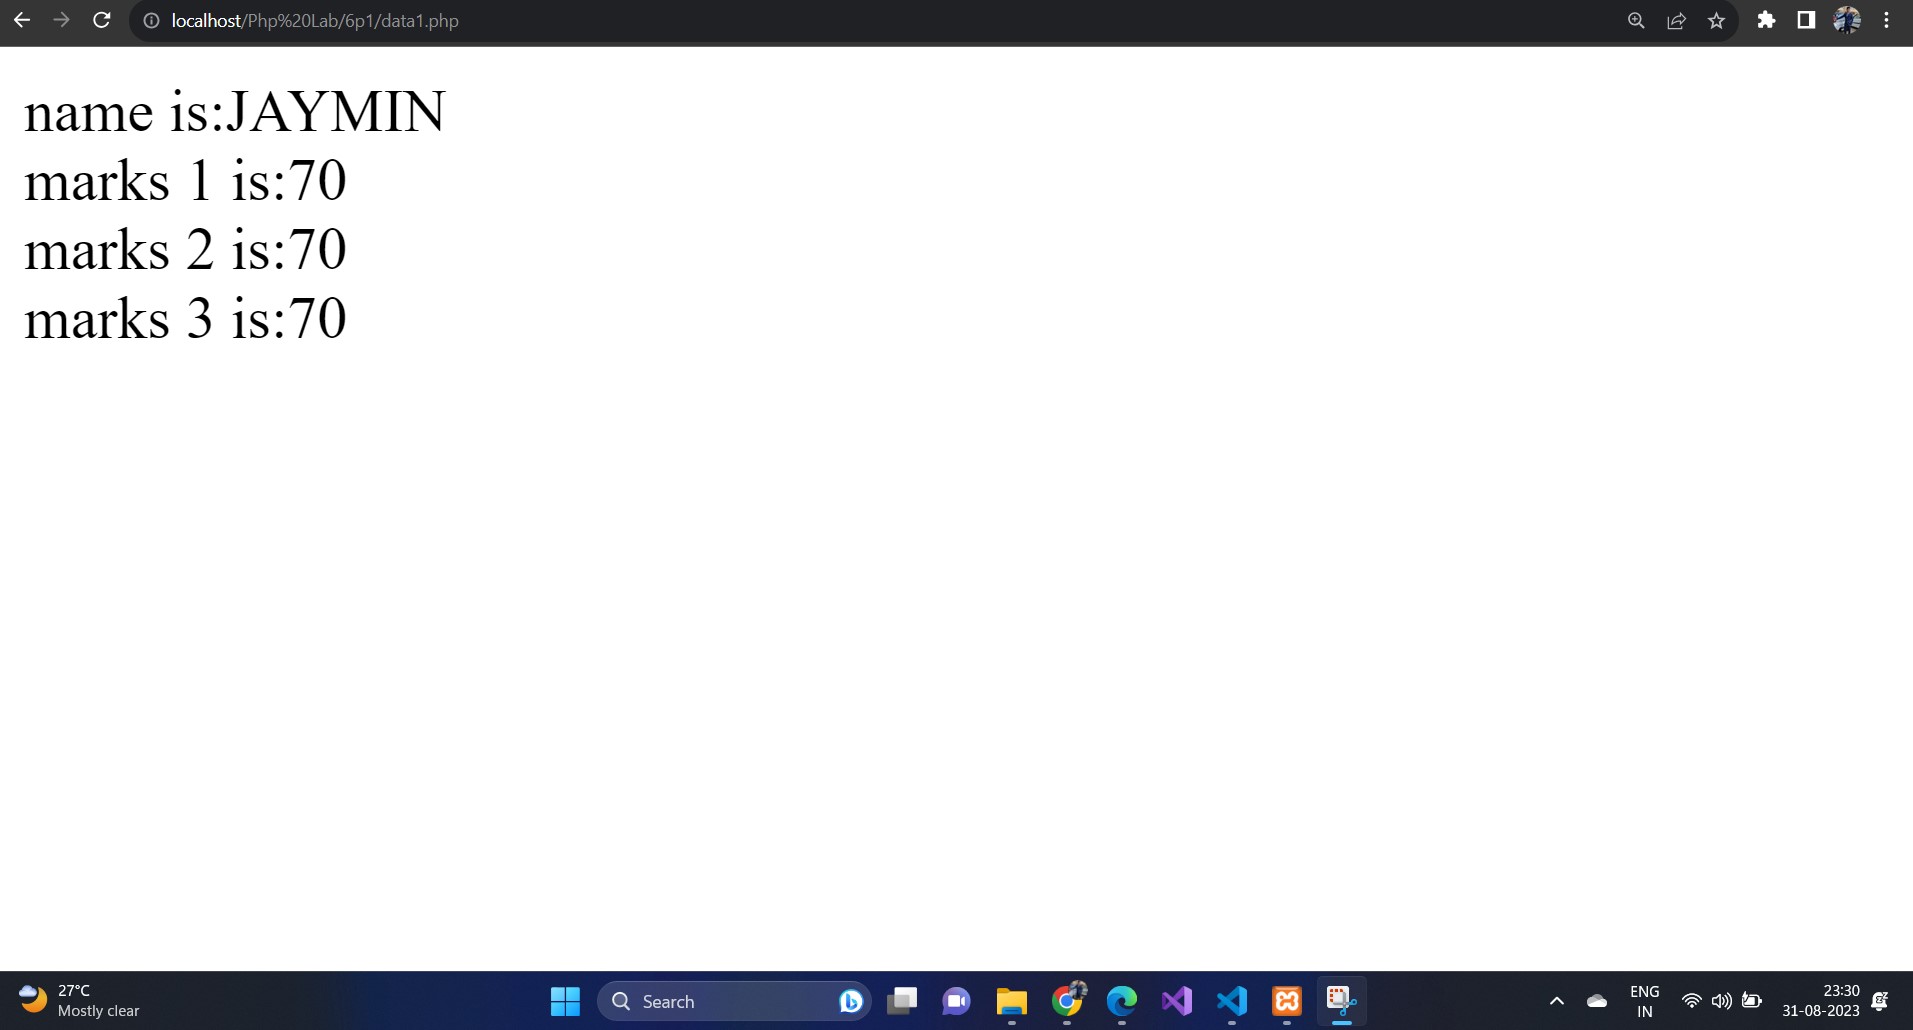 localhost/Php%20Lab/6p1/data1.php
name is:JAYMIN
marks 1 is:70
marks 2 is:70
marks 3 is:70
27°C
Mostly clear
Search
ENG
IN
23:30
31-08-2023